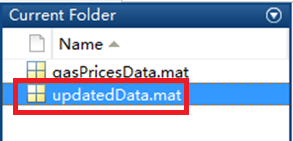 Current Folder
Name
gasPricesData.mat
updatedData.mat